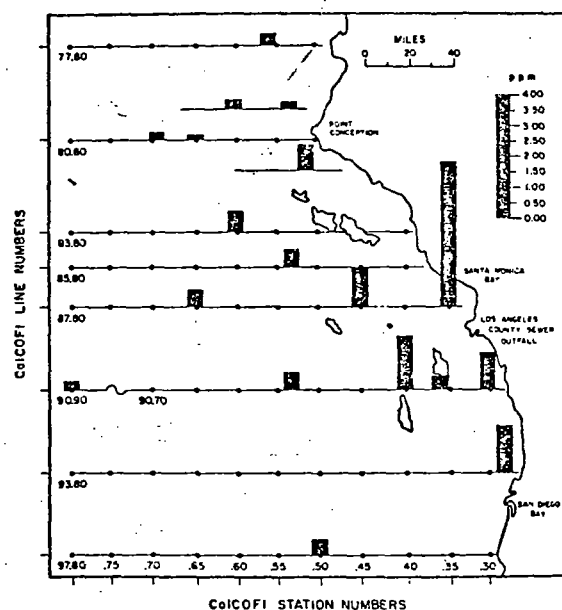 MILES
0 20 40
ppm
4.00
3.50
3.00
2.50
2.00
1.50
1.00
0.50
0.00
77.80
POINT
CONCEPTION
80.80
93.80
85.80
SANTA MONICA
BAY
87.80
LOS ANGELES
COUNTY SEWER
OUTFALL
90.90
90.70
93.80
SAN DIEGO
BAY
97.80
.75
.70
.65
.60
.55
.50
.45
.40
.35
.30
CalCOFI LINE NUMBERS
CalCOFI STATION NUMBERS